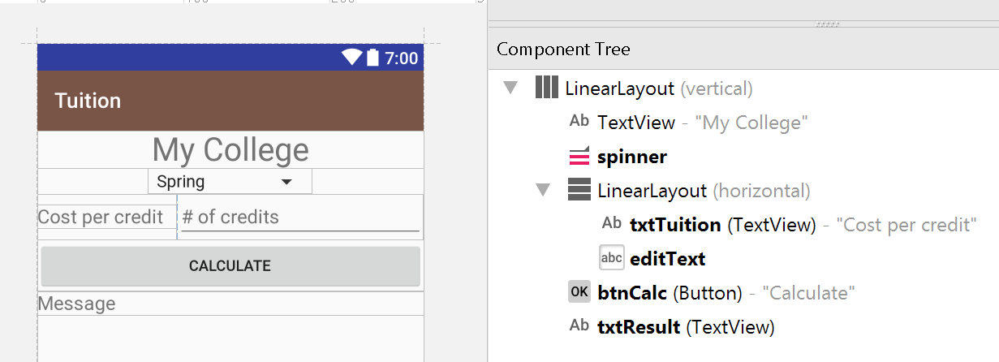 7:00
Tuition
My College
Spring
Cost per credit
# of credits
CALCULATE
Message
Component Tree
LinearLayout (vertical)
Ab TextView - "My College"
spinner
LinearLayout (horizontal)
Ab txtTuition (TextView) - "Cost per credit"
abc editText
OK btnCalc (Button) - "Calculate"
Ab txtResult (TextView)